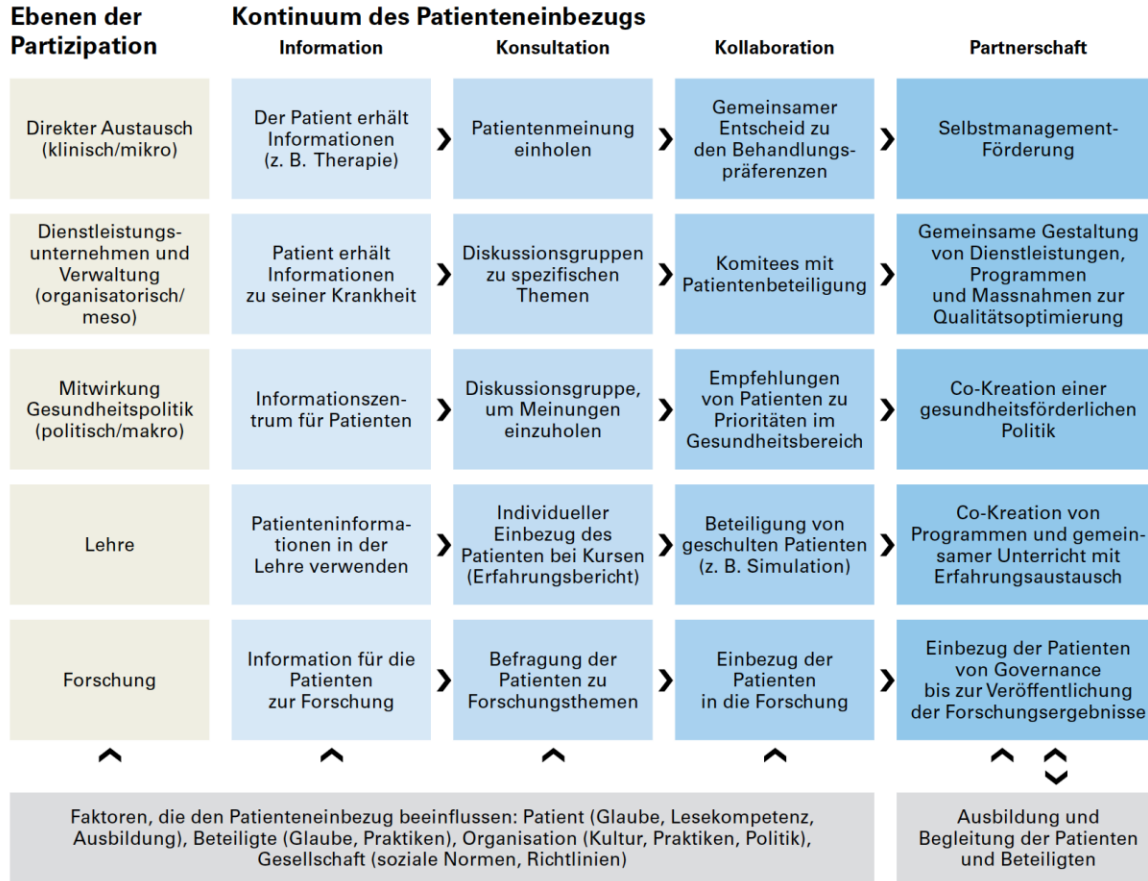 Ebenen der
Partizipation
Kontinuum des Patienteneinbezugs
Information
Konsultation
Kollaboration
Partnerschaft
Direkter Austausch
(klinisch/mikro)
Der Patient erhält
Informationen
(z. B. Therapie)
Patientenmeinung
einholen
Gemeinsamer
Entscheid zu
den Behandlungs-
präferenzen
Selbstmanagement-
Förderung
Dienstleistungs-
unternehmen und
Verwaltung
(organisatorisch/
meso)
Patient erhält
Informationen
zu seiner Krankheit
Diskussionsgruppen
zu spezifischen
Themen
Komitees mit
Patientenbeteiligung
Gemeinsame Gestaltung
von Dienstleistungen,
Programmen
und Massnahmen zur
Qualitätsoptimierung
Mitwirkung
Gesundheitspolitik
(politisch/makro)
Informationszen-
trum für Patienten
Diskussionsgruppe,
um Meinungen
einzuholen
Empfehlungen
von Patienten zu
Prioritäten im
Gesundheitsbereich
Co-Kreation einer
gesundheitsförderlichen
Politik
Lehre
Patienteninforma-
tionen in der
Lehre verwenden
Individueller
Einbezug des
Patienten bei Kursen
(Erfahrungsbericht)
Beteiligung von
geschulten Patienten
(z. B. Simulation)
Co-Kreation von
Programmen und gemein-
samer Unterricht mit
Erfahrungsaustausch
Forschung
Information für die
Patienten
zur Forschung
Befragung der
Patienten zu
Forschungsthemen
Einbezug der
Patienten
in die Forschung
Einbezug der Patienten
von Governance
bis zur Veröffentlichung
der Forschungsergebnisse
Faktoren, die den Patienteneinbezug beeinflussen: Patient (Glaube, Lesekompetenz,
Ausbildung), Beteiligte (Glaube, Praktiken), Organisation (Kultur, Praktiken, Politik),
Gesellschaft (soziale Normen, Richtlinien)
Ausbildung und
Begleitung der Patienten
und Beteiligten